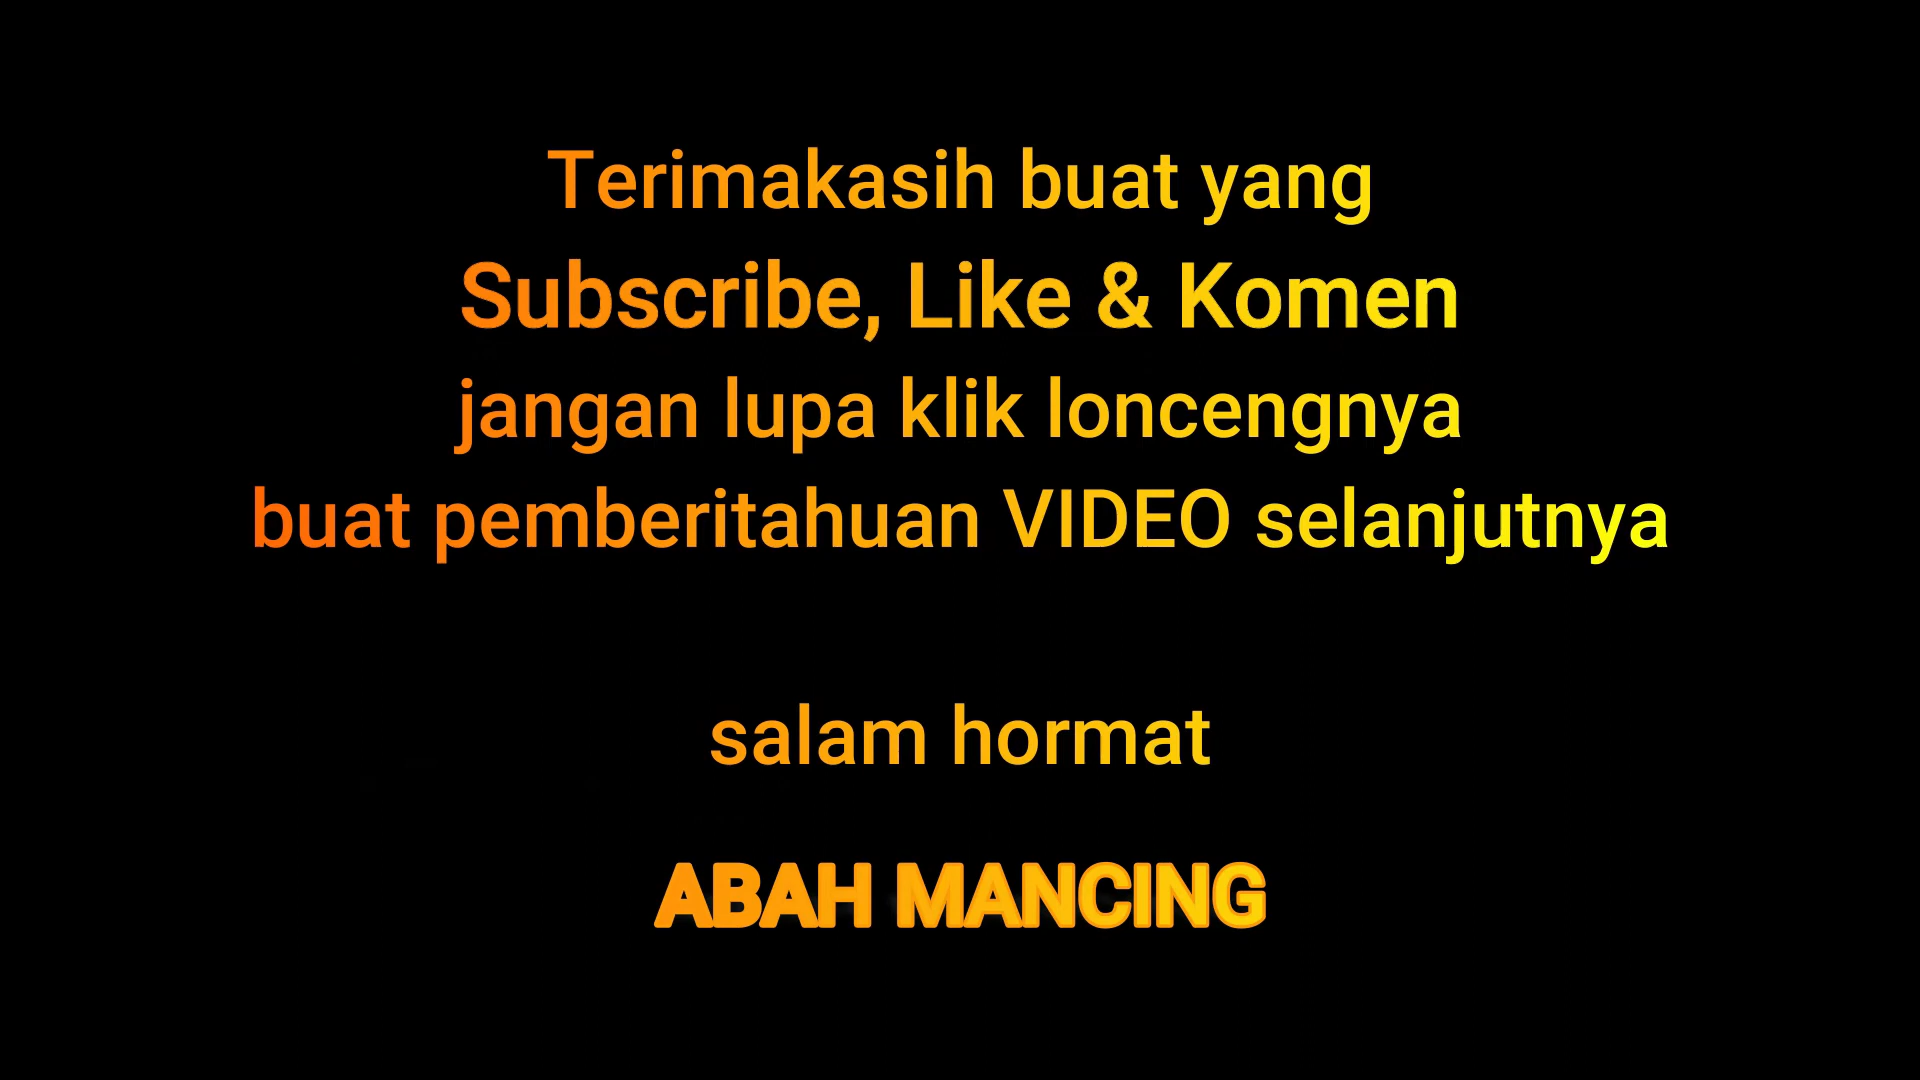 Terimakasih buat yang
Subscribe, Like & Komen
jangan lupa klik loncengnya
buat pemberitahuan VIDEO selanjutnya
salam hormat
ABAH MANCING